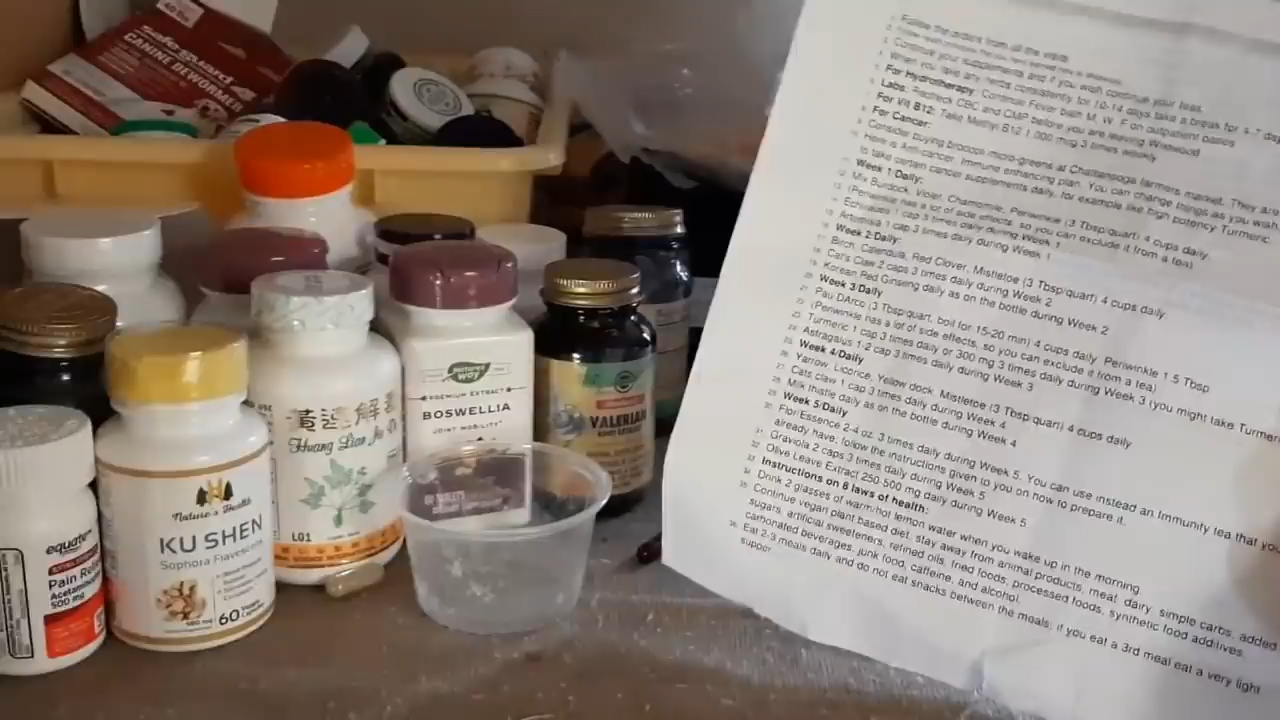 safe-guard
CANINE DEWORMER
equate
Pain Rel
Acetamino
500 mg
Nature's Health
KU SHEN
Sophora Flavescens
60
黃連解
Huang Lian Jie D
L01
Nature's Way
PREMIUM EXTRACT
BOSWELLIA
JOINT MOBILITY
VALERIAN
Follow the orders from all the visits
Continue your supplements and if you wish continue your teas.
When you take any herbs consistently for 10-14 days take a break for 4-7 day
For Hydrotherapy: Continue Fever bath M, W, F on outpatient basis
Labs: Recheck CBC and CMP before you are leaving Wildwood
For Vit B12: Take Methyl B12 1,000 mcg 3 times weekly
For Cancer:
Consider buying broccoli micro-greens at Chattanooga farmers market. They are
Here is Anti-cancer, Immune enhancing plan. You can change things as you wish.
to take certain cancer supplements daily, for example like high potency Turmeric.
Week 1/Daily:
Mix Burdock, Violet, Chamomile, Periwinkle (3 Tbsp/quart) 4 cups daily.
(Periwinkle has a lot of side effects, so you can exclude it from a tea)
Echinacea 1 cap 3 times daily during Week 1
Artemisia 1 cap 3 times daily during Week 1
Week 2/Daily:
Birch, Calendula, Red Clover, Mistletoe (3 Tbsp/quart) 4 cups daily.
Cat's Claw 2 caps 3 times daily during Week 2
Korean Red Ginseng daily as on the bottle during Week 2
Week 3/Daily
Pau DArco (3 Tbsp/quart, boil for 15-20 min) 4 cups daily. Periwinkle 1.5 Tbsp
(Periwinkle has a lot of side effects, so you can exclude it from a tea)
Turmeric 1 cap 3 times daily or 300 mg 3 times daily during Week 3 (you might take Turmeri
Astragalus 1-2 cap 3 times daily during Week 3
Week 4/Daily
Yarrow, Licorice, Yellow dock, Mistletoe (3 Tbsp/quart) 4 cups daily
Cats claw 1 cap 3 times daily during Week 4
Milk thistle daily as on the bottle during Week 4
Week 5/Daily
Flor/Essence 2-4 oz. 3 times daily during Week 5. You can use instead an Immunity tea that you
already have; follow the instructions given to you on how to prepare it.
Graviola 2 caps 3 times daily during Week 5
Olive Leave Extract 250-500 mg daily during Week 5
Instructions on 8 laws of health:
Drink 2 glasses of warm/hot lemon water when you wake up in the morning.
Continue vegan plant based diet, stay away from animal products, meat, dairy, simple carbs, added
sugars, artificial sweeteners, refined oils, fried foods, processed foods, synthetic food additives,
carbonated beverages, junk food, caffeine, and alcohol.
Eat 2-3 meals daily and do not eat snacks between the meals; if you eat a 3rd meal eat a very light
supper